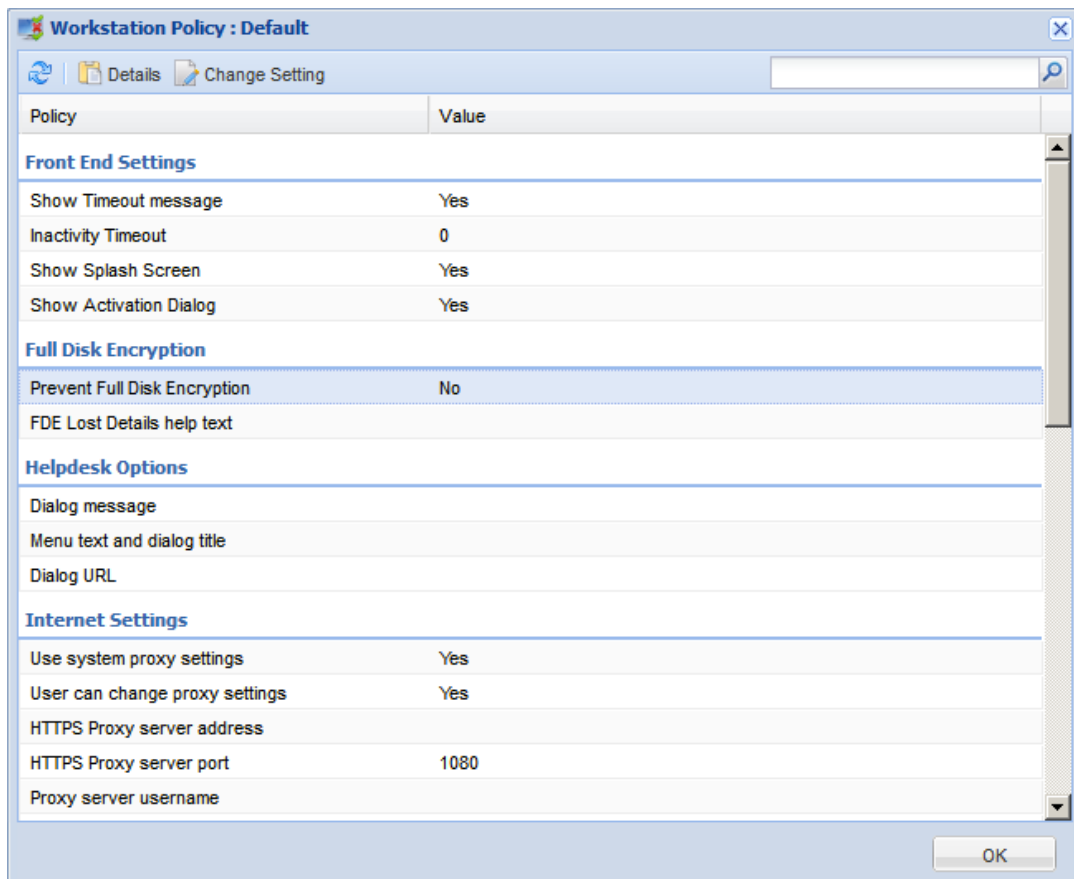 Workstation Policy : Default
Details Change Setting
Policy Value
Front End Settings
Show Timeout message Yes
Inactivity Timeout 0
Show Splash Screen Yes
Show Activation Dialog Yes
Full Disk Encryption
Prevent Full Disk Encryption No
FDE Lost Details help text
Helpdesk Options
Dialog message
Menu text and dialog title
Dialog URL
Internet Settings
Use system proxy settings Yes
User can change proxy settings Yes
HTTPS Proxy server address
HTTPS Proxy server port 1080
Proxy server username
OK